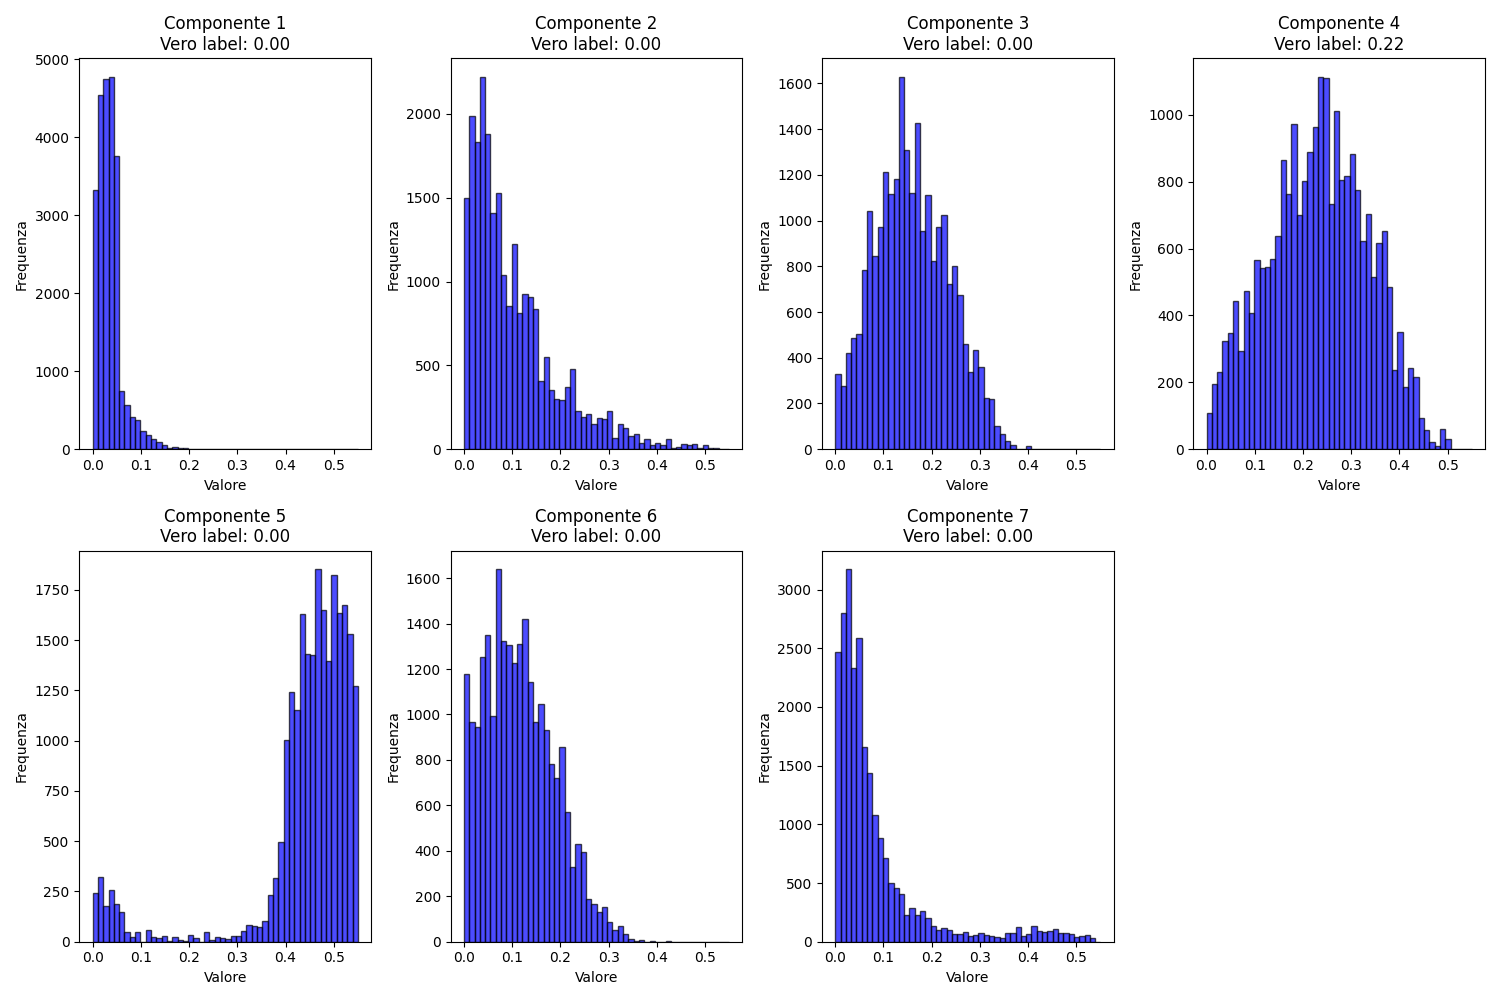 Componente 1
Vero label: 0.00
5000
4000
3000
2000
1000
0
Frequenza
0.0 0.1 0.2 0.3 0.4 0.5
Valore
Componente 2
Vero label: 0.00
2000
1500
1000
500
0
Frequenza
0.0 0.1 0.2 0.3 0.4 0.5
Valore
Componente 3
Vero label: 0.00
1600
1400
1200
1000
800
600
400
200
0
Frequenza
0.0 0.1 0.2 0.3 0.4 0.5
Valore
Componente 4
Vero label: 0.22
1000
800
600
400
200
0
Frequenza
0.0 0.1 0.2 0.3 0.4 0.5
Valore
Componente 5
Vero label: 0.00
1750
1500
1250
1000
750
500
250
0
Frequenza
0.0 0.1 0.2 0.3 0.4 0.5
Valore
Componente 6
Vero label: 0.00
1600
1400
1200
1000
800
600
400
200
0
Frequenza
0.0 0.1 0.2 0.3 0.4 0.5
Valore
Componente 7
Vero label: 0.00
3000
2500
2000
1500
1000
500
0
Frequenza
0.0 0.1 0.2 0.3 0.4 0.5
Valore